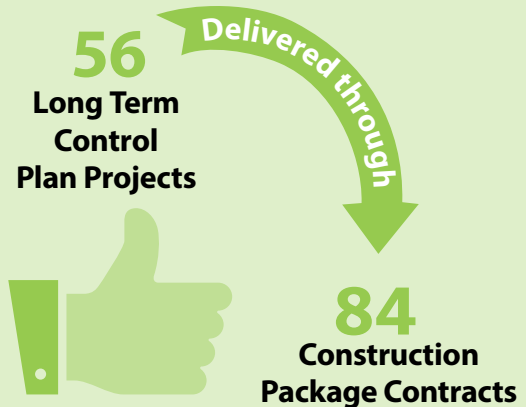 56
Long Term
Control
Plan Projects
Delivered through
84
Construction
Package Contracts